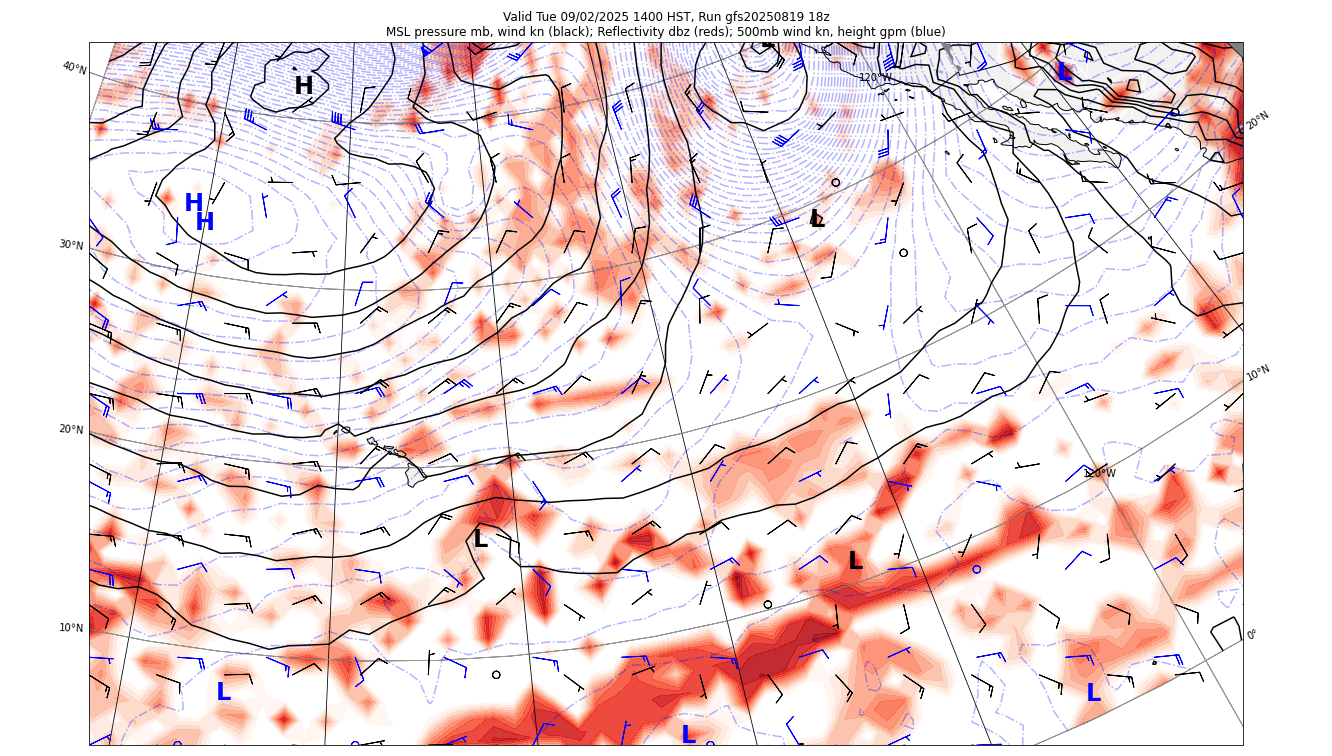 Valid Tue 09/02/2025 1400 HST, Run gfs20250819 18z
MSL pressure mb, wind kn (black); Reflectivity dbz (reds); 500mb wind kn, height gpm (blue)
40°N
H
120°W
L
20°N
H
H
L
30°N
10°N
20°N
120°W
L
L
10°N
0°
L
L
L